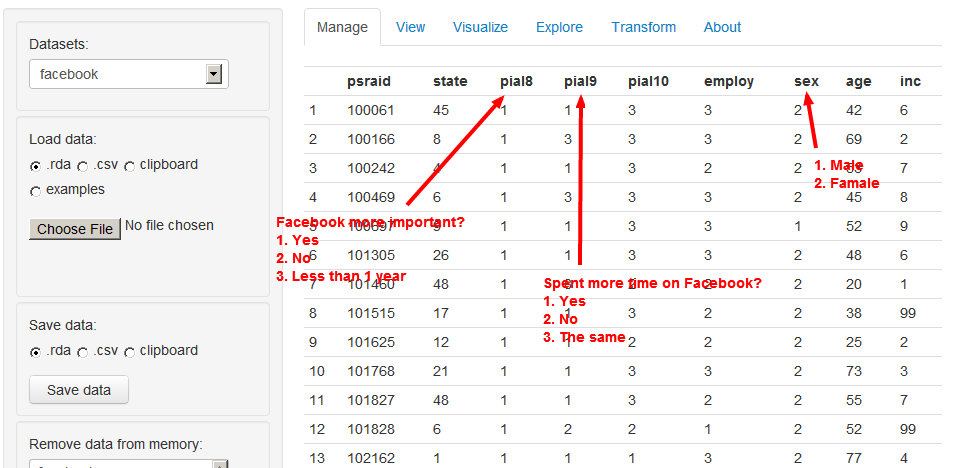 Datasets:
facebook
Load data:
.rda .csv clipboard
examples
Choose File No file chosen
Save data:
.rda .csv clipboard
Save data
Remove data from memory:
Manage View Visualize Explore Transform About
psraid state pial8 pial9 pial10 employ sex age inc
1 100061 45 1 1 3 3 2 42 6
2 100166 8 1 3 3 3 2 69 2
3 100242 4 1 1 3 2 2 7
4 100469 6 1 3 3 3 2 45 8
5 9 1 1 3 3 1 52 9
6 101305 26 1 1 3 3 2 48 6
7 101460 48 1 2 20 1
8 101515 17 1 1 3 2 2 38 99
9 101625 12 1 1 2 2 2 25 2
10 101768 21 1 1 3 3 2 73 3
11 101827 48 1 1 3 2 2 55 7
12 101828 6 1 2 2 1 2 52 99
13 102162 1 1 1 1 3 2 77 4
Facebook more important?
1. Yes
2. No
3. Less than 1 year
Spent more time on Facebook?
1. Yes
2. No
3. The same
1. Male
2. Famale